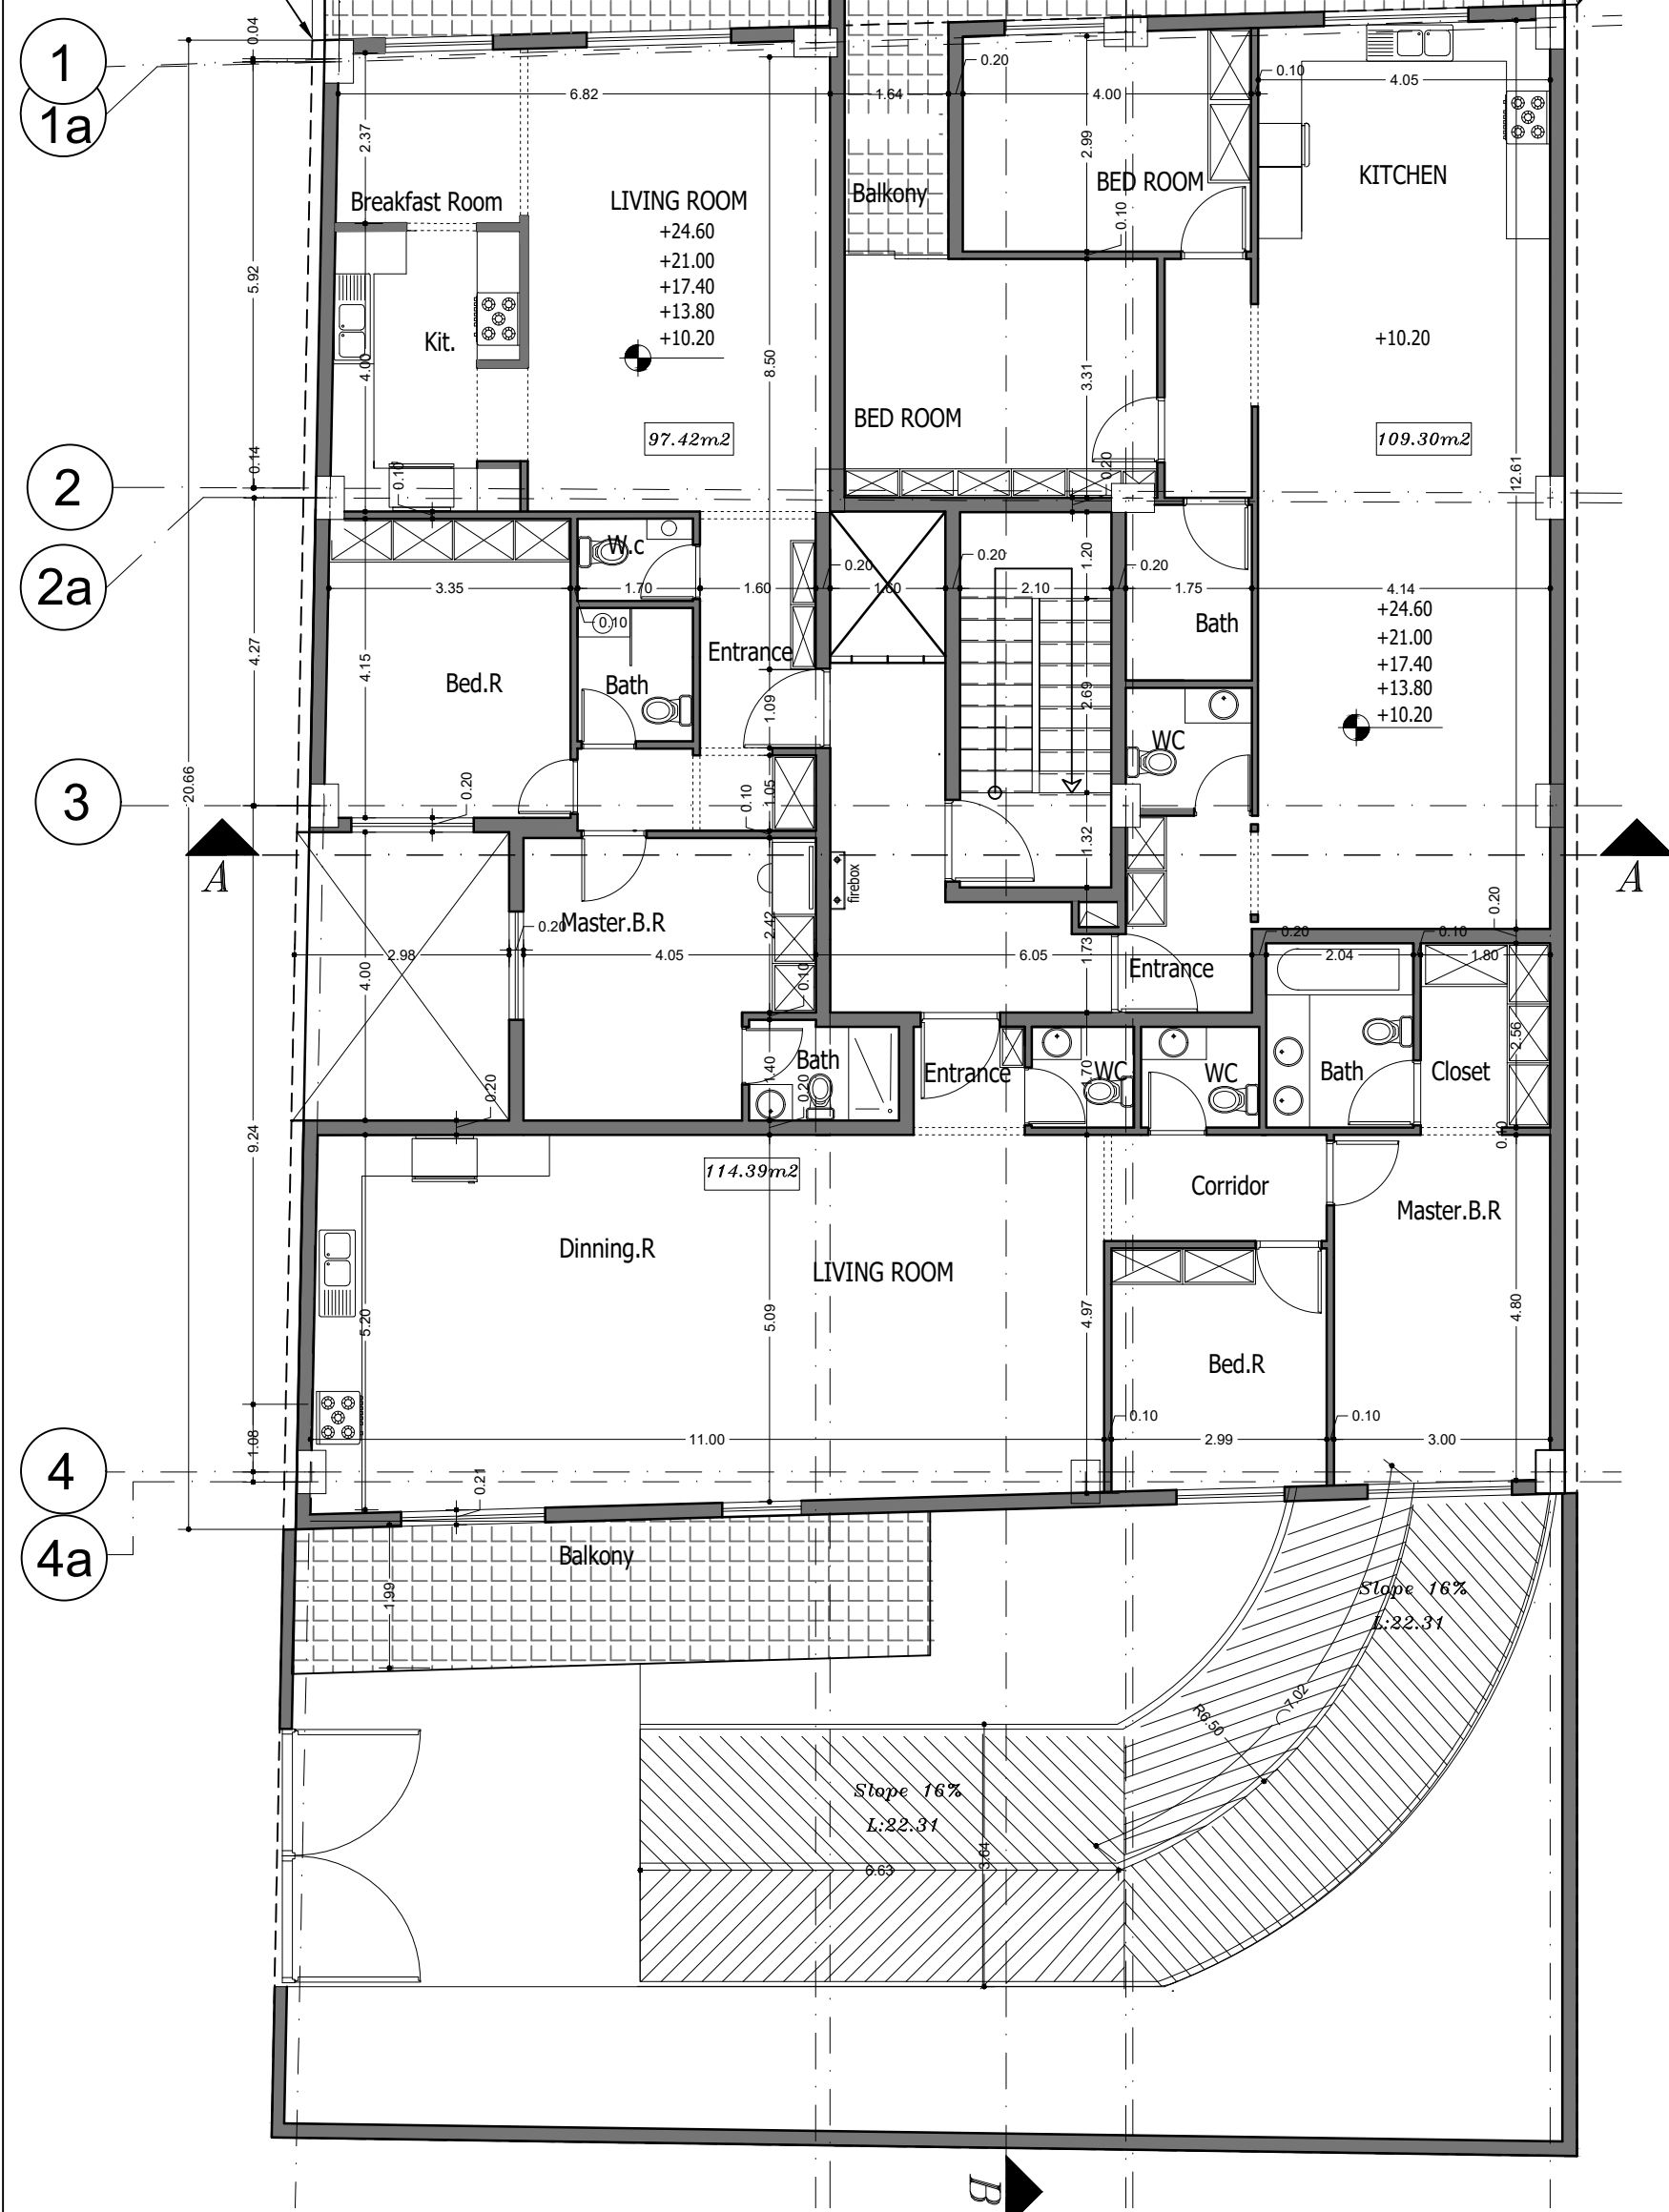 1
1a
2
2a
3
4
4a
0.04
5.92
0.14
4.27
20.66
9.24
1.08
6.82
1.64
0.20
4.00
0.10
4.05
2.37
2.99
Breakfast Room
LIVING ROOM
+24.60
+21.00
+17.40
+13.80
+10.20
Balkony
BED ROOM
KITCHEN
0.10
Kit.
4.00
8.50
3.31
+10.20
BED ROOM
97.42m2
109.30m2
12.61
0.10
0.20
W.c
3.35
1.70
1.60
0.20
1.60
0.20
2.10
1.20
0.20
1.75
4.14
0.10
+24.60
+21.00
+17.40
+13.80
+10.20
Bath
Entrance
Bed.R
4.15
Bath
1.09
2.69
WC
0.20
0.10
1.05
1.32
A
A
firebox
Master.B.R
0.20
2.42
2.98
4.05
4.00
6.05
1.73
Entrance
0.20
2.04
0.10
1.80
0.20
0.10
1.40
Bath
0.20
0.20
Entrance
1.70
WC
WC
Bath
Closet
2.56
0.10
114.39m2
Corridor
Master.B.R
Dinning.R
LIVING ROOM
5.20
5.09
4.97
4.80
Bed.R
0.10
0.10
11.00
2.99
3.00
0.21
Balkony
1.99
Slope 16%
L:22.31
R6.50
7.02
Slope 16%
L:22.31
6.63
3.64
B